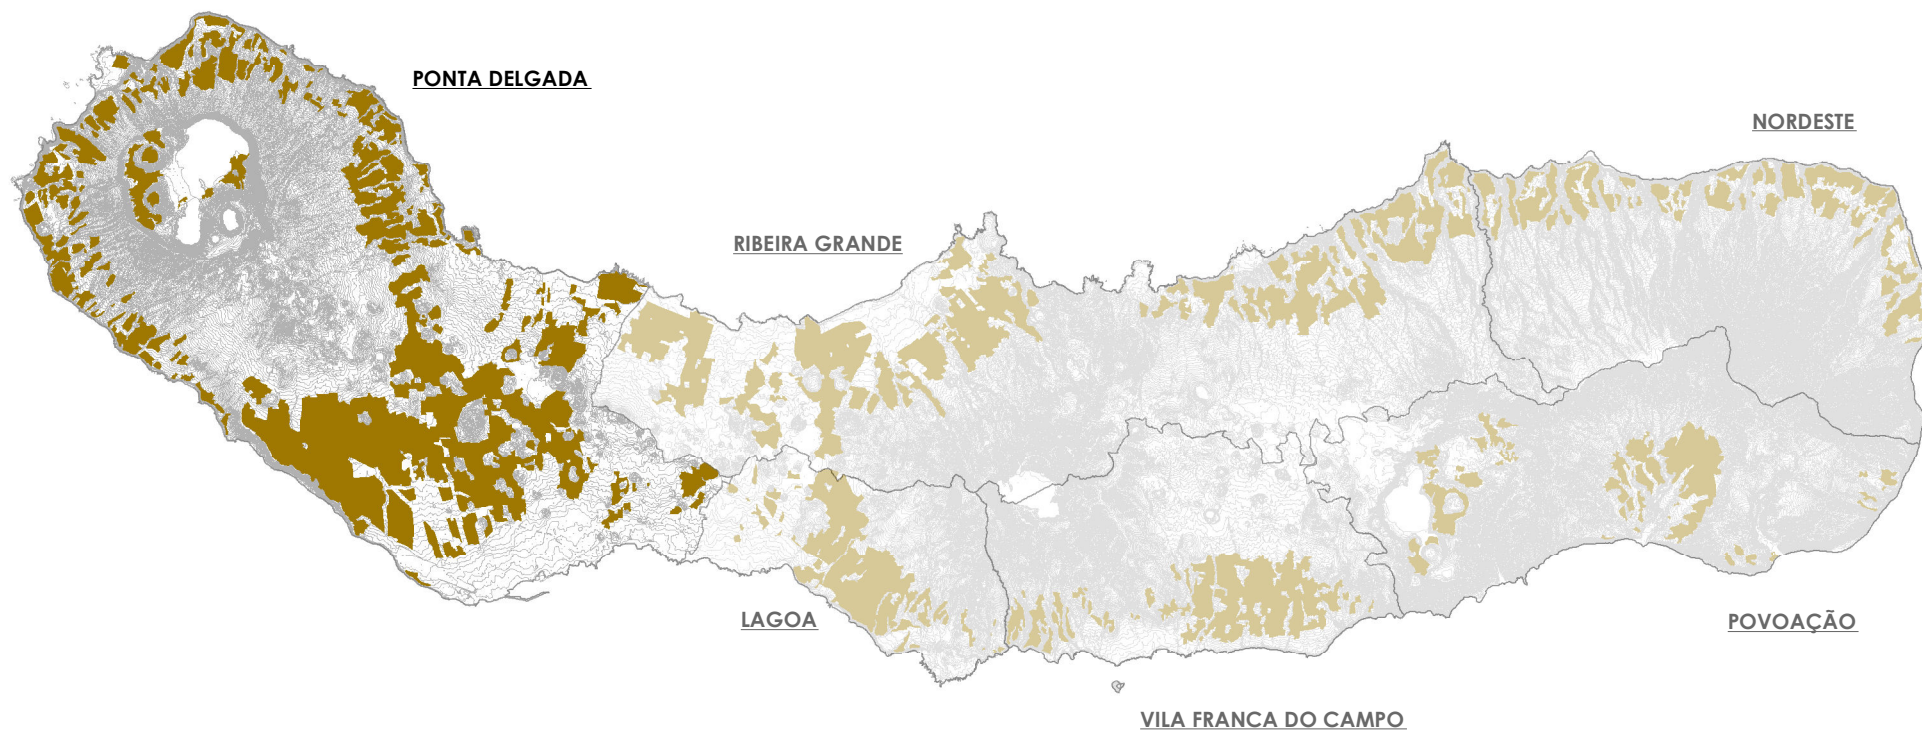 PONTA DELGADA
NORDESTE
RIBEIRA GRANDE
LAGOA
POVOAÇÃO
VILA FRANCA DO CAMPO